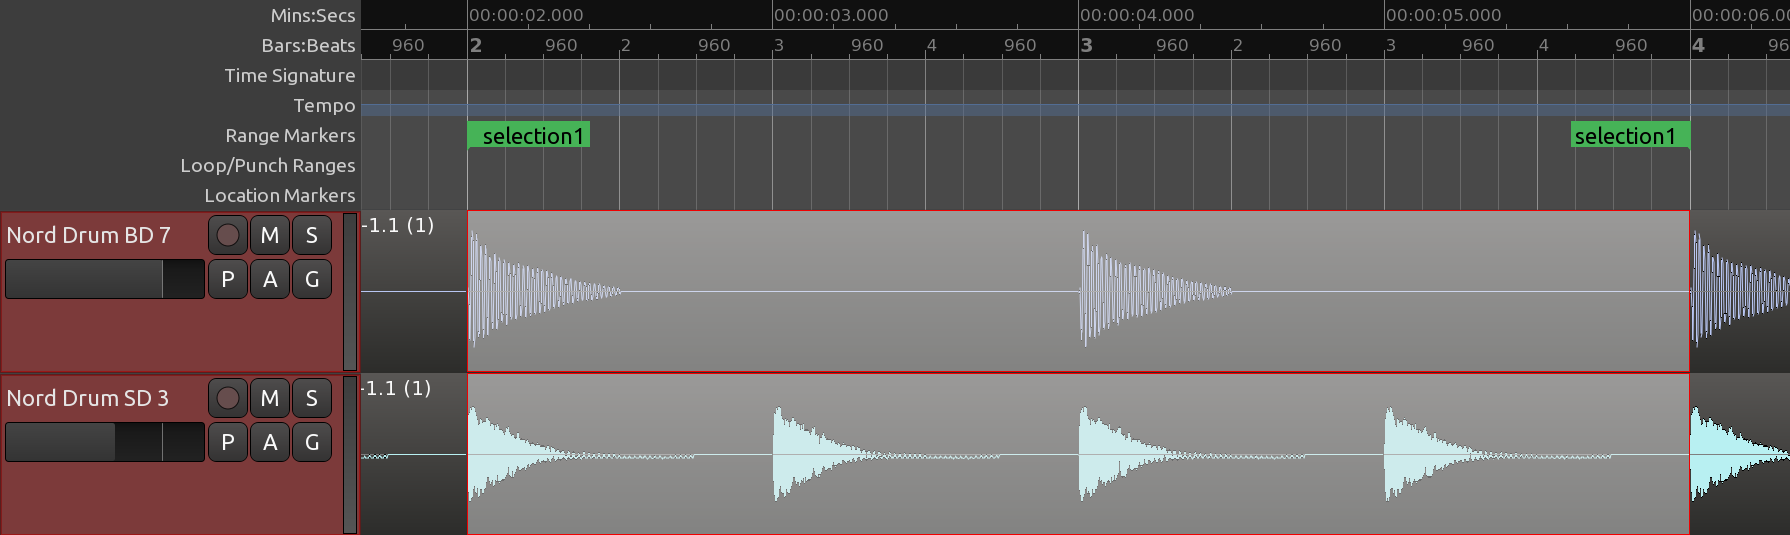 Mins:Secs 00:00:02.000 00:00:03.000 00:00:04.000 00:00:05.000 00:00:06.00
Bars:Beats 960 2 960 2 960 3 960 4 960 3 960 2 960 3 960 4 960 4 96
Time Signature
Tempo
Range Markers selection1 selection1
Loop/Punch Ranges
Location Markers
Nord Drum BD 7 M S -1.1 (1)
P A G
Nord Drum SD 3 M S -1.1 (1)
P A G